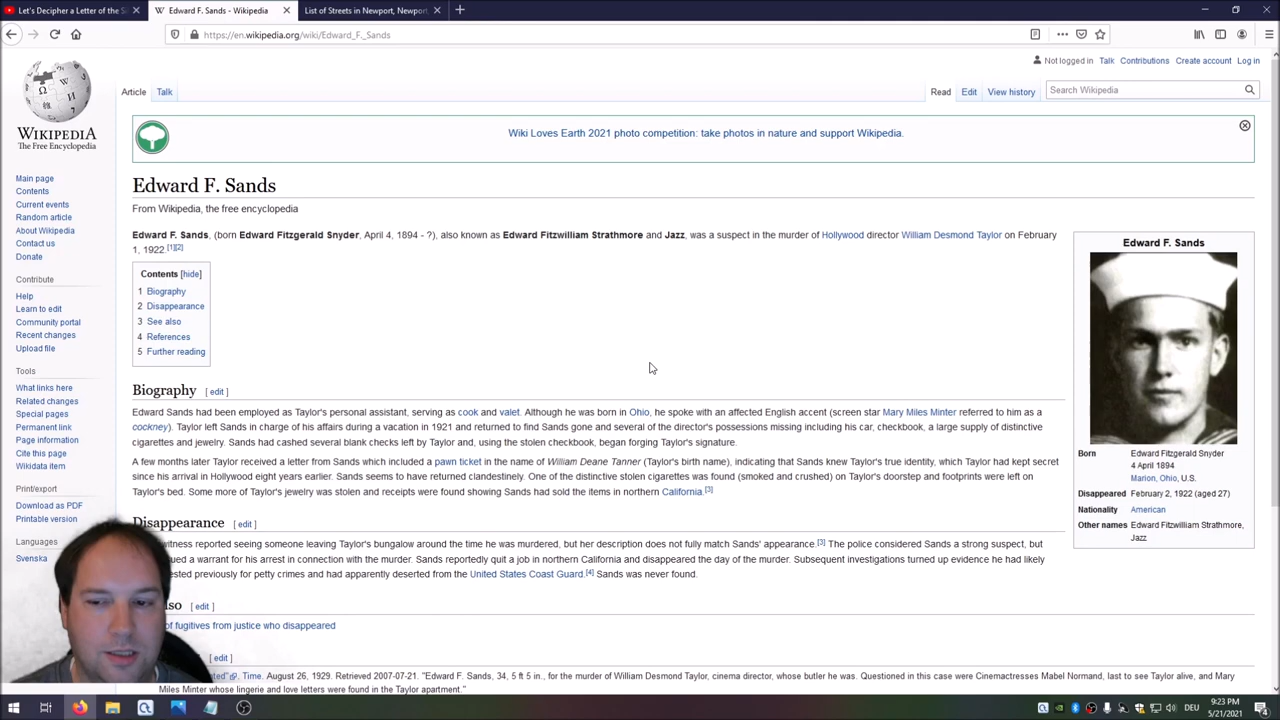 Let's Decipher a Letter of the S
Edward F. Sands - Wikipedia
List of Streets in Newport, Newport,
https://en.wikipedia.org/wiki/Edward_F._Sands
Not logged in Talk Contributions Create account Log in
Article Talk
Read Edit View history
Search Wikipedia
WIKIPEDIA
The Free Encyclopedia
Main page
Contents
Current events
Random article
About Wikipedia
Contact us
Donate
Contribute
Help
Learn to edit
Community portal
Recent changes
Upload file
Tools
What links here
Related changes
Special pages
Permanent link
Page information
Cite this page
Wikidata item
Print/export
Download as PDF
Printable version
Languages
Svenska
Wiki Loves Earth 2021 photo competition: take photos in nature and support Wikipedia.
Edward F. Sands
From Wikipedia, the free encyclopedia
Edward F. Sands, (born Edward Fitzgerald Snyder, April 4, 1894 - ?), also known as Edward Fitzwilliam Strathmore and Jazz, was a suspect in the murder of Hollywood director William Desmond Taylor on February
1, 1922.[1][2]
Contents [hide]
1 Biography
2 Disappearance
3 See also
4 References
5 Further reading
Biography [ edit ]
Edward Sands had been employed as Taylor's personal assistant, serving as cook and valet. Although he was born in Ohio, he spoke with an affected English accent (screen star Mary Miles Minter referred to him as a
cockney). Taylor left Sands in charge of his affairs during a vacation in 1921 and returned to find Sands gone and several of the director's possessions missing including his car, checkbook, a large supply of distinctive
cigarettes and jewelry. Sands had cashed several blank checks left by Taylor and, using the stolen checkbook, began forging Taylor's signature.
A few months later Taylor received a letter from Sands which included a pawn ticket in the name of William Deane Tanner (Taylor's birth name), indicating that Sands knew Taylor's true identity, which Taylor had kept secret
since his arrival in Hollywood eight years earlier. Sands seems to have returned clandestinely. One of the distinctive stolen cigarettes was found (smoked and crushed) on Taylor's doorstep and footprints were left on
Taylor's bed. Some more of Taylor's jewelry was stolen and receipts were found showing Sands had sold the items in northern California.[3]
Disappearance [ edit ]
witness reported seeing someone leaving Taylor's bungalow around the time he was murdered, but her description does not fully match Sands' appearance.[3] The police considered Sands a strong suspect, but
ued a warrant for his arrest in connection with the murder. Sands reportedly quit a job in northern California and disappeared the day of the murder. Subsequent investigations turned up evidence he had likely
ested previously for petty crimes and had apparently deserted from the United States Coast Guard.[4] Sands was never found.
so [ edit ]
of fugitives from justice who disappeared
[ edit ]
Time. August 26, 1929. Retrieved 2007-07-21. "Edward F. Sands, 34, 5 ft 5 in., for the murder of William Desmond Taylor, cinema director, whose butler he was. Questioned in this case were Cinemactresses Mabel Normand, last to see Taylor alive, and Mary
Miles Minter whose lingerie and love letters were found in the Taylor apartment."
Edward F. Sands
Born Edward Fitzgerald Snyder
4 April 1894
Marion, Ohio, U.S.
Disappeared February 2, 1922 (aged 27)
Nationality American
Other names Edward Fitzwilliam Strathmore,
Jazz
DEU
9:23 PM
5/21/2021